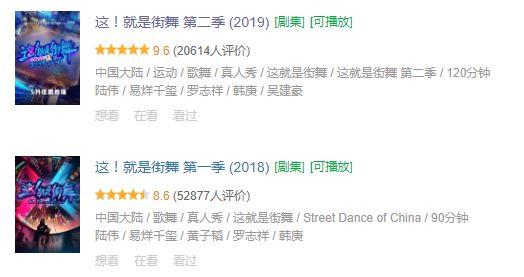 这！就是街舞 第二季 (2019) [剧集] [可播放]
9.6 (20614人评价)
中国大陆 / 运动 / 歌舞 / 真人秀 / 这就是街舞 / 这就是街舞 第二季 / 120分钟
陆伟 / 易烊千玺 / 罗志祥 / 韩庚 / 吴建豪
想看 在看 看过
这！就是街舞 第一季 (2018) [剧集] [可播放]
8.6 (52877人评价)
中国大陆 / 歌舞 / 真人秀 / 这就是街舞 / Street Dance of China / 90分钟
陆伟 / 易烊千玺 / 黄子韬 / 罗志祥 / 韩庚
想看 在看 看过